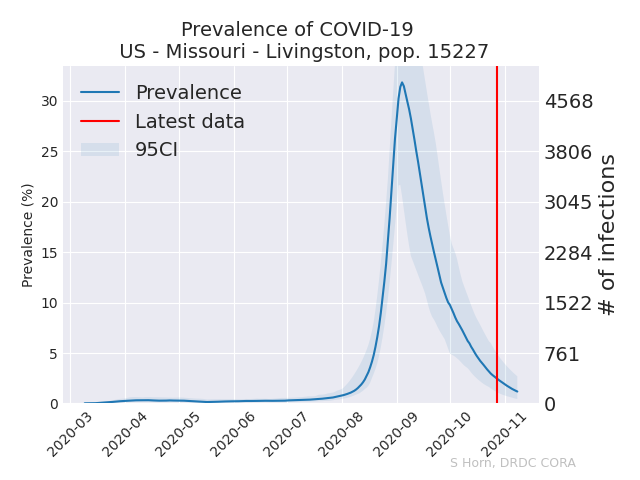 Prevalence of COVID-19
US - Missouri - Livingston, pop. 15227
Prevalence
Latest data
95CI
Prevalence (%)
30
25
20
15
10
5
0
4568
3806
3045
2284
1522
761
0
# of infections
2020-03
2020-04
2020-05
2020-06
2020-07
2020-08
2020-09
2020-10
2020-11
S Horn, DRDC CORA